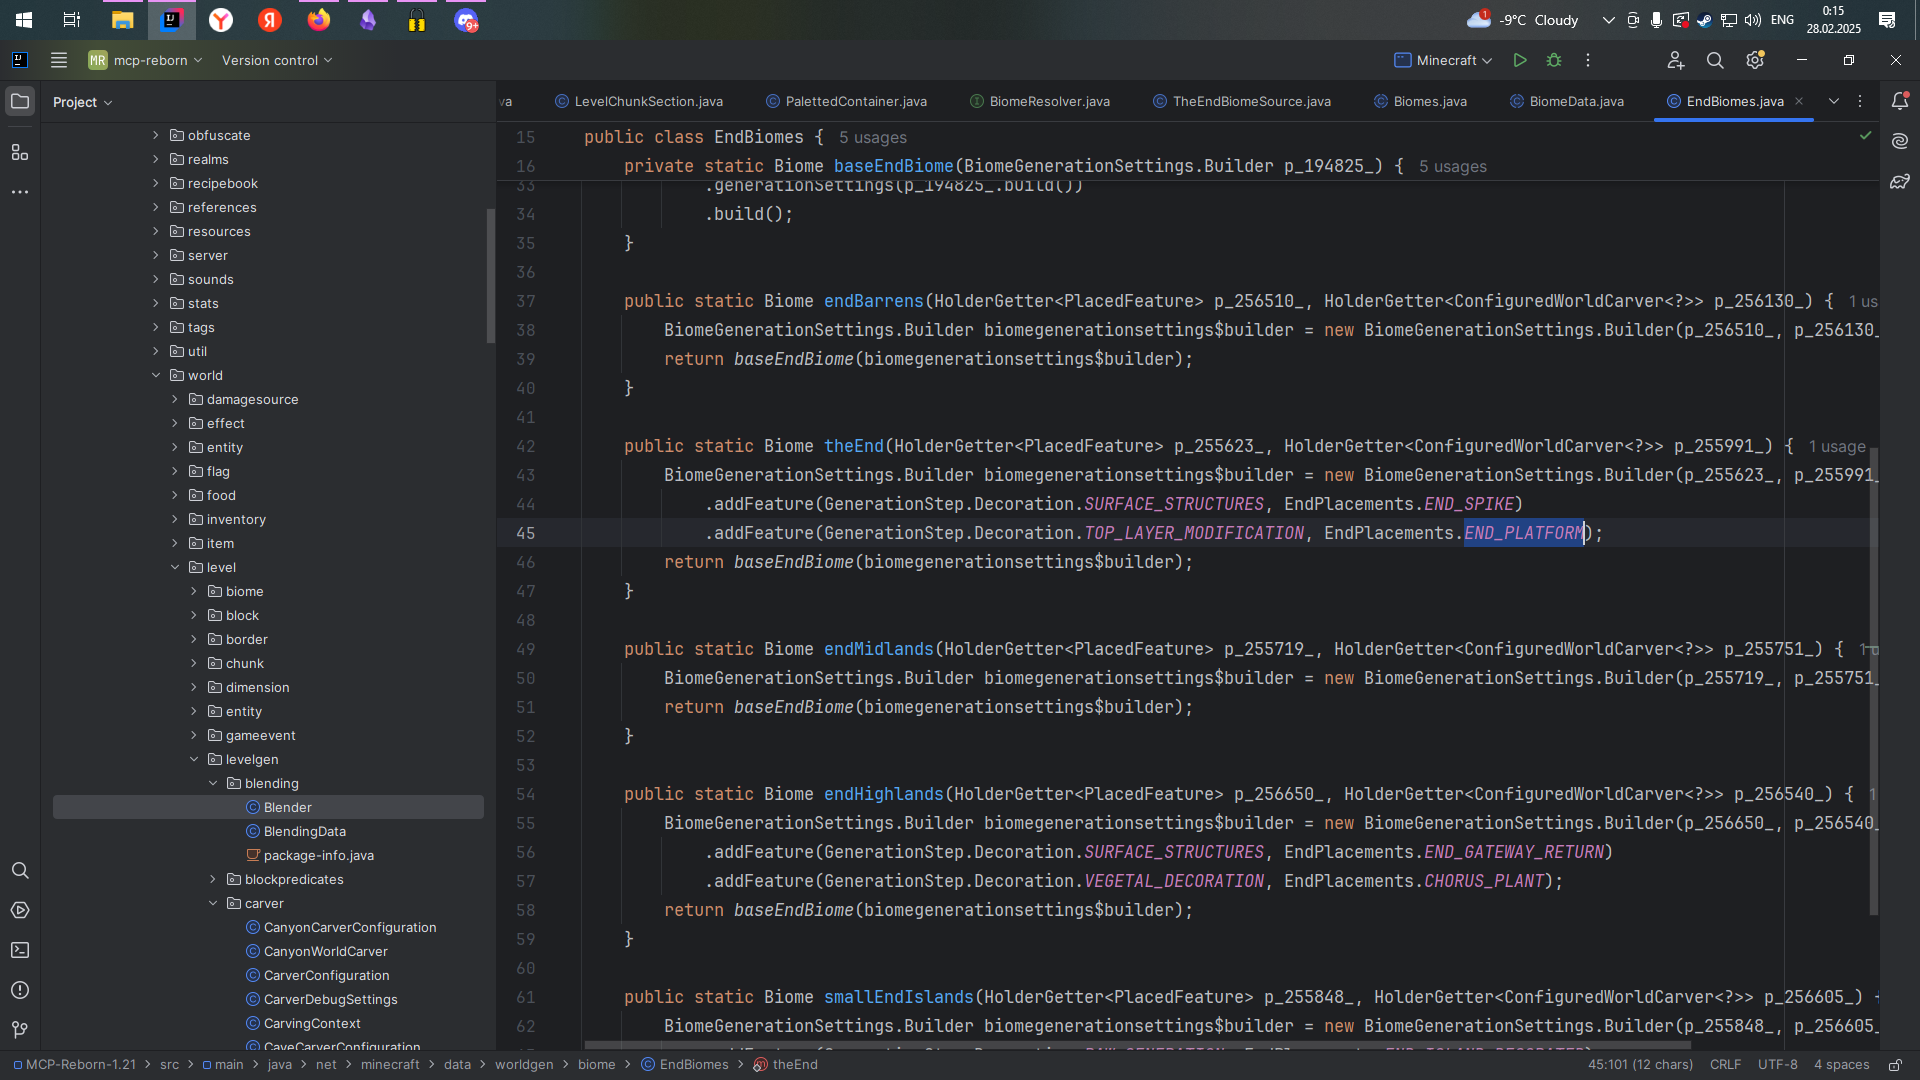 -9°C Cloudy
ENG
0:15
28.02.2025
MR mcp-reborn
Version control
Minecraft
Project
va
LevelChunkSection.java
PalettedContainer.java
BiomeResolver.java
TheEndBiomeSource.java
Biomes.java
BiomeData.java
EndBiomes.java
obfuscate
realms
recipebook
references
resources
server
sounds
stats
tags
util
world
damagesource
effect
entity
flag
food
inventory
item
level
biome
block
border
chunk
dimension
entity
gameevent
levelgen
blending
Blender
BlendingData
package-info.java
blockpredicates
carver
CanyonCarverConfiguration
CanyonWorldCarver
CarverConfiguration
CarverDebugSettings
CarvingContext
CaveCarverConfiguration
15 public class EndBiomes { 5 usages
16 private static Biome baseEndBiome(BiomeGenerationSettings.Builder p_194825_) { 5 usages
33 .generationSettings(p_194825_.build())
34 .build();
35 }
36
37 public static Biome endBarrens(HolderGetter<PlacedFeature> p_256510_, HolderGetter<ConfiguredWorldCarver<?>> p_256130_) { 1 us
38 BiomeGenerationSettings.Builder biomegenerationsettings$builder = new BiomeGenerationSettings.Builder(p_256510_, p_256130_
39 return baseEndBiome(biomegenerationsettings$builder);
40 }
41
42 public static Biome theEnd(HolderGetter<PlacedFeature> p_255623_, HolderGetter<ConfiguredWorldCarver<?>> p_255991_) { 1 usage
43 BiomeGenerationSettings.Builder biomegenerationsettings$builder = new BiomeGenerationSettings.Builder(p_255623_, p_255991_
44 .addFeature(GenerationStep.Decoration.SURFACE_STRUCTURES, EndPlacements.END_SPIKE)
45 .addFeature(GenerationStep.Decoration.TOP_LAYER_MODIFICATION, EndPlacements.END_PLATFORM);
46 return baseEndBiome(biomegenerationsettings$builder);
47 }
48
49 public static Biome endMidlands(HolderGetter<PlacedFeature> p_255719_, HolderGetter<ConfiguredWorldCarver<?>> p_255751_) { 1 u
50 BiomeGenerationSettings.Builder biomegenerationsettings$builder = new BiomeGenerationSettings.Builder(p_255719_, p_255751_
51 return baseEndBiome(biomegenerationsettings$builder);
52 }
53
54 public static Biome endHighlands(HolderGetter<PlacedFeature> p_256650_, HolderGetter<ConfiguredWorldCarver<?>> p_256540_) { 1
55 BiomeGenerationSettings.Builder biomegenerationsettings$builder = new BiomeGenerationSettings.Builder(p_256650_, p_256540_
56 .addFeature(GenerationStep.Decoration.SURFACE_STRUCTURES, EndPlacements.END_GATEWAY_RETURN)
57 .addFeature(GenerationStep.Decoration.VEGETAL_DECORATION, EndPlacements.CHORUS_PLANT);
58 return baseEndBiome(biomegenerationsettings$builder);
59 }
60
61 public static Biome smallEndIslands(HolderGetter<PlacedFeature> p_255848_, HolderGetter<ConfiguredWorldCarver<?>> p_256605_) {
62 BiomeGenerationSettings.Builder biomegenerationsettings$builder = new BiomeGenerationSettings.Builder(p_255848_, p_256605_
MCP-Reborn-1.21 > src > main > java > net > minecraft > data > worldgen > biome > EndBiomes > theEnd
45:101 (12 chars) CRLF UTF-8 4 spaces